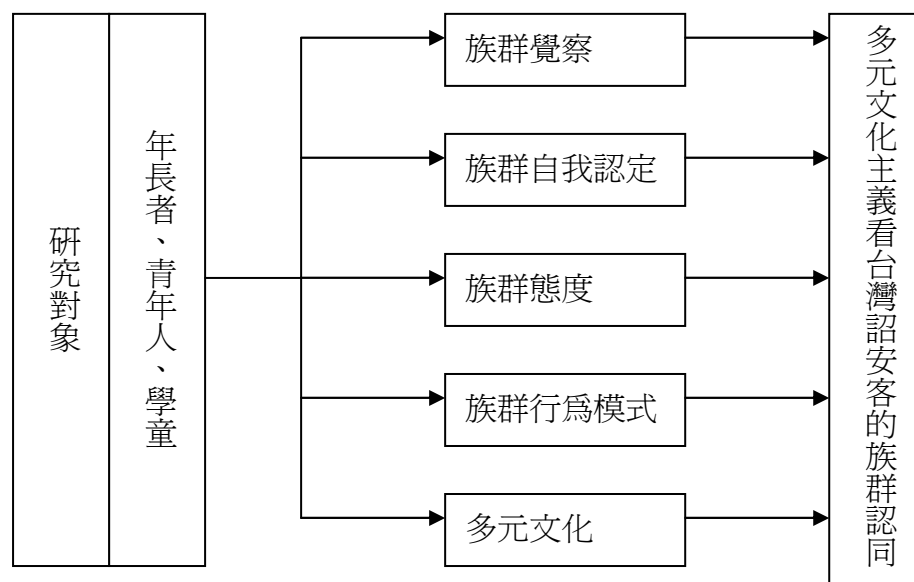 研究對象
年長者、青年人、學童
族群覺察
族群自我認定
族群態度
族群行為模式
多元文化
多元文化主義看台灣詔安客的族群認同